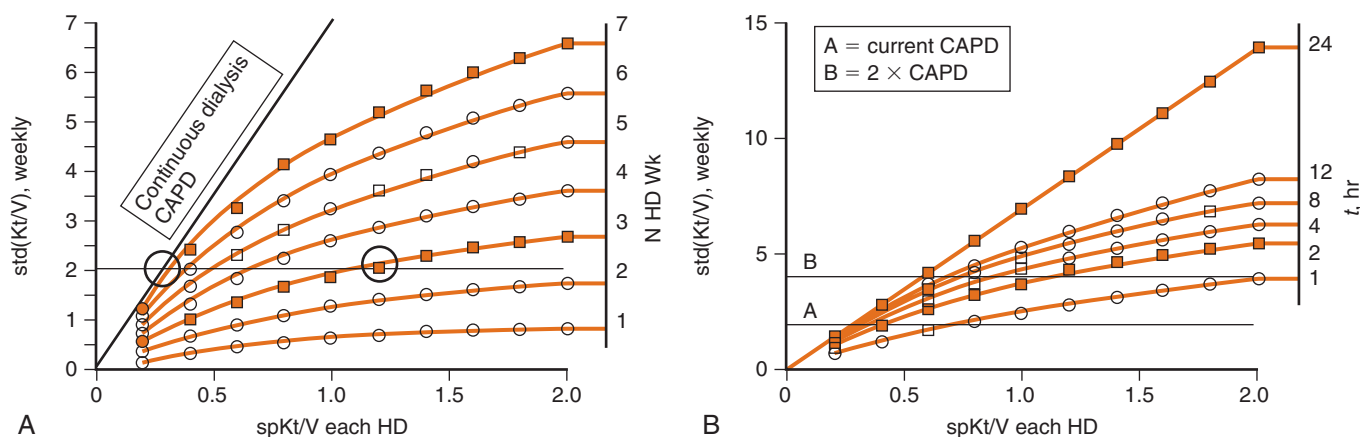 7
6
5
4
3
2
1
0
std(Kt/V), weekly
Continuous dialysis
CAPD
0
0.5
1.0
1.5
2.0
spKt/V each HD
7
6
5
4
3
2
1
N HD Wk
A
15
10
5
0
std(Kt/V), weekly
A = current CAPD
B = 2 × CAPD
B
A
0
0.5
1.0
1.5
2.0
spKt/V each HD
24
12
8
4
2
1
t, hr
B